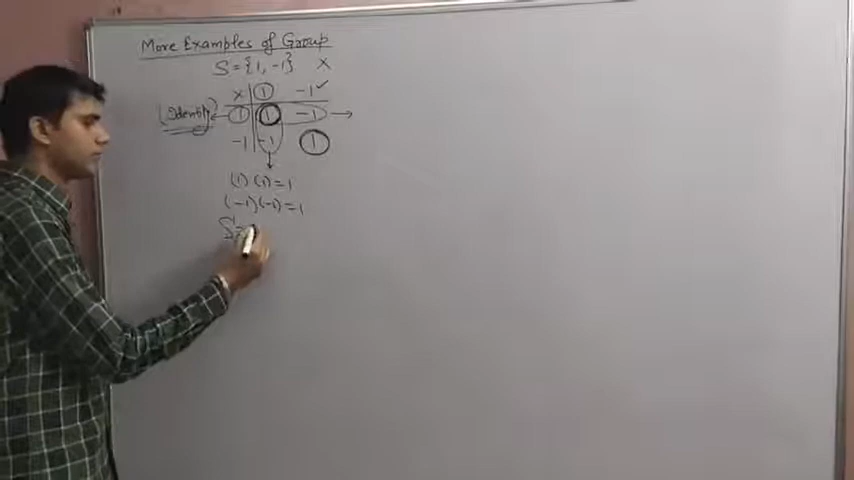 More Examples of Group
S = {1, -1} ×
× 1 -1 ✓
(Identity) ← 1 1 -1 →
-1 -1 1
(1) (1) = 1
(-1) (-1) = 1
S =